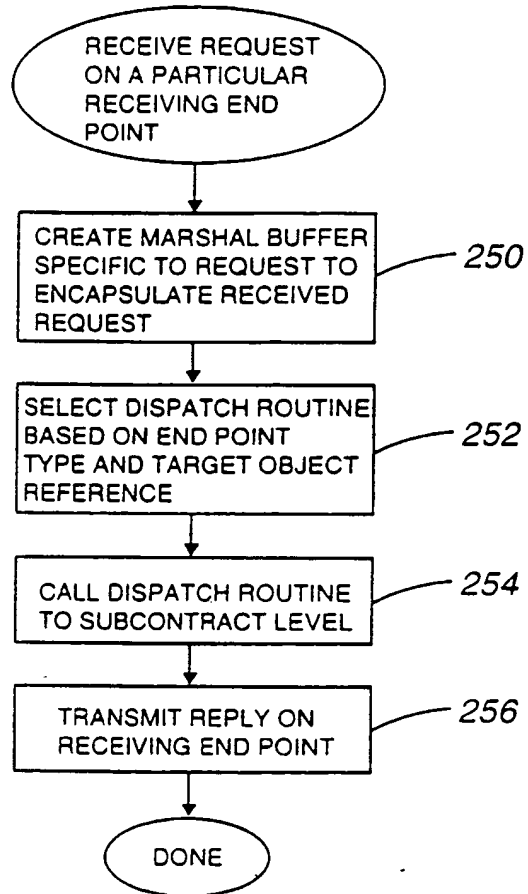 RECEIVE REQUEST
ON A PARTICULAR
RECEIVING END
POINT
CREATE MARSHAL BUFFER
SPECIFIC TO REQUEST TO
ENCAPSULATE RECEIVED
REQUEST
250
SELECT DISPATCH ROUTINE
BASED ON END POINT
TYPE AND TARGET OBJECT
REFERENCE
252
CALL DISPATCH ROUTINE
TO SUBCONTRACT LEVEL
254
TRANSMIT REPLY ON
RECEIVING END POINT
256
DONE